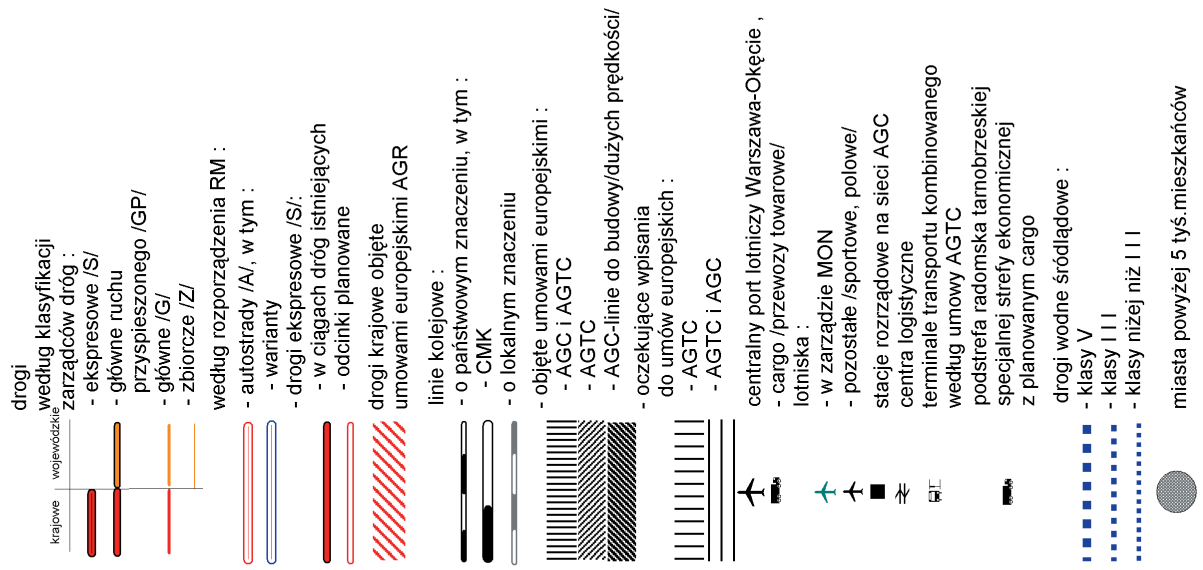 krajowe
wojewódzkie
drogi
według klasyfikacji
zarządców dróg :
- ekspresowe /S/
- główne ruchu
przyspieszonego /GP/
- główne /G/
- zbiorcze /Z/
według rozporządzenia RM :
- autostrady /A/, w tym :
- warianty
- drogi ekspresowe /S/:
- w ciągach dróg istniejących
- odcinki planowane
drogi krajowe objęte
umowami europejskimi AGR
linie kolejowe :
- o państwowym znaczeniu, w tym :
- CMK
- o lokalnym znaczeniu
- objęte umowami europejskimi :
- AGC i AGTC
- AGTC
- AGC-linie do budowy/dużych prędkości/
- oczekujące wpisania
do umów europejskich :
- AGTC
- AGTC i AGC
centralny port lotniczy Warszawa-Okęcie ,
- cargo /przewozy towarowe/
lotniska :
- w zarządzie MON
- pozostałe /sportowe, polowe/
stacje rozrządowe na sieci AGC
centra logistyczne
terminale transportu kombinowanego
według umowy AGTC
podstrefa radomska tarnobrzeskiej
specjalnej strefy ekonomicznej
z planowanym cargo
drogi wodne śródlądowe :
- klasy V
- klasy I I I
- klasy niżej niż I I I
miasta powyżej 5 tyś.mieszkańców